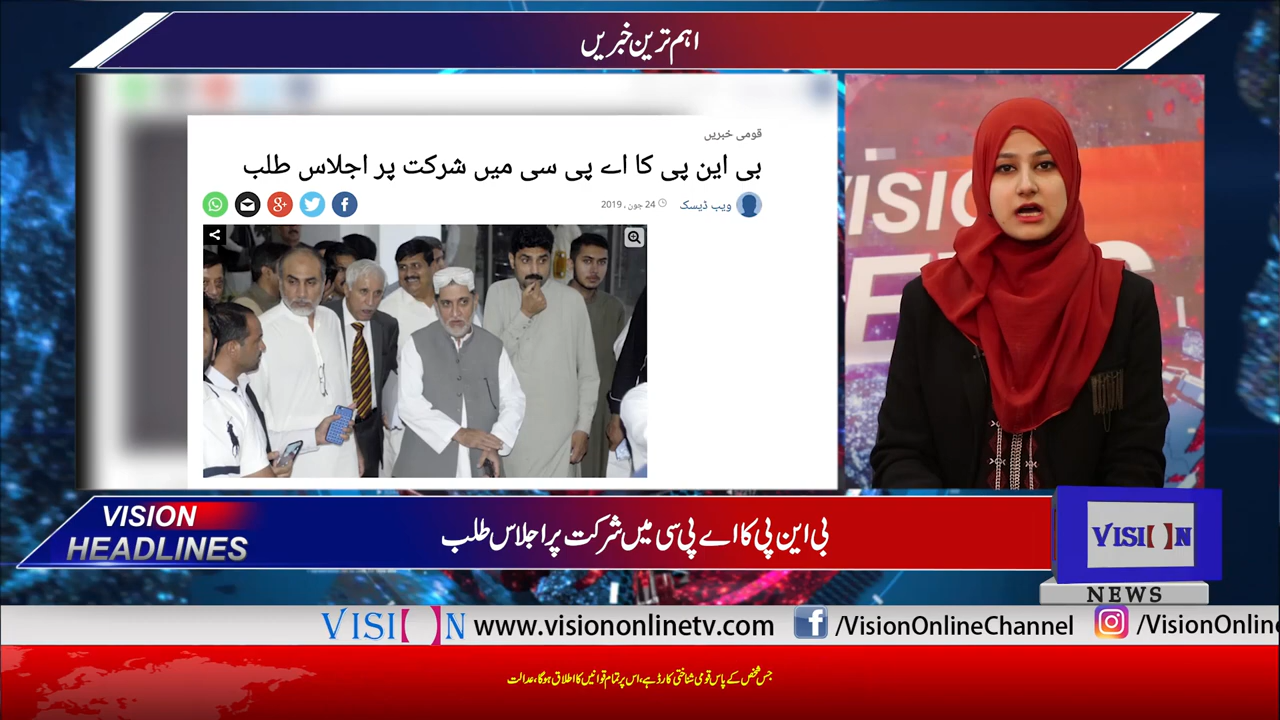 اہم ترین خبریں
قومی خبریں
بی این پی کا اے پی سی میں شرکت پر اجلاس طلب
ویب ڈیسک
24 جون ، 2019
VISION
HEADLINES
بی این پی کا اے پی سی میں شرکت پر اجلاس طلب
VISION
NEWS
VISION www.visiononlinetv.com /VisionOnlineChannel /VisionOnline
جس شخص کے پاس قومی شناختی کارڈ ہے، اس پر تمام قوانین کا اطلاق ہوگا، عدالت